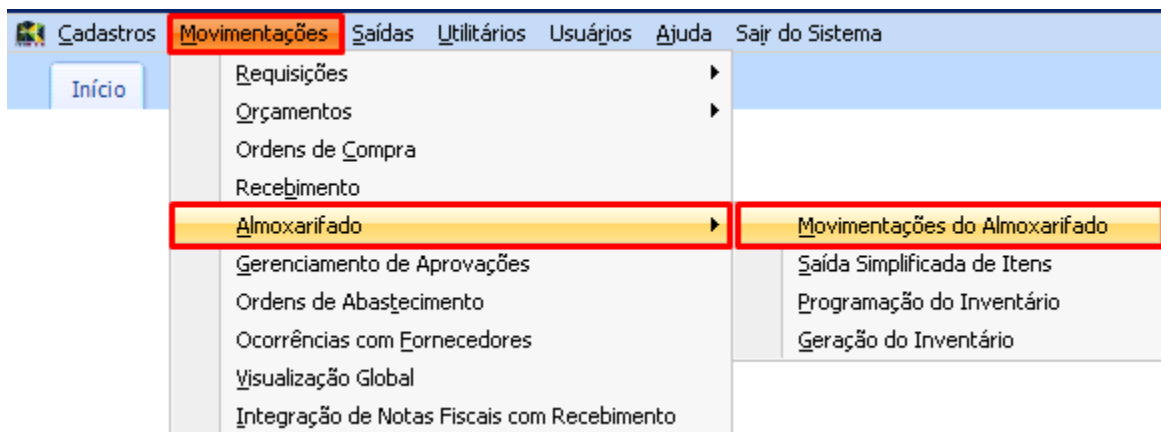 Cadastros Movimentações Saídas Utilitários Usuários Ajuda Sair do Sistema
Início
Requisições
Orçamentos
Ordens de Compra
Recebimento
Almoxarifado
Gerenciamento de Aprovações
Ordens de Abastecimento
Ocorrências com Fornecedores
Visualização Global
Integração de Notas Fiscais com Recebimento
Movimentações do Almoxarifado
Saída Simplificada de Itens
Programação do Inventário
Geração do Inventário